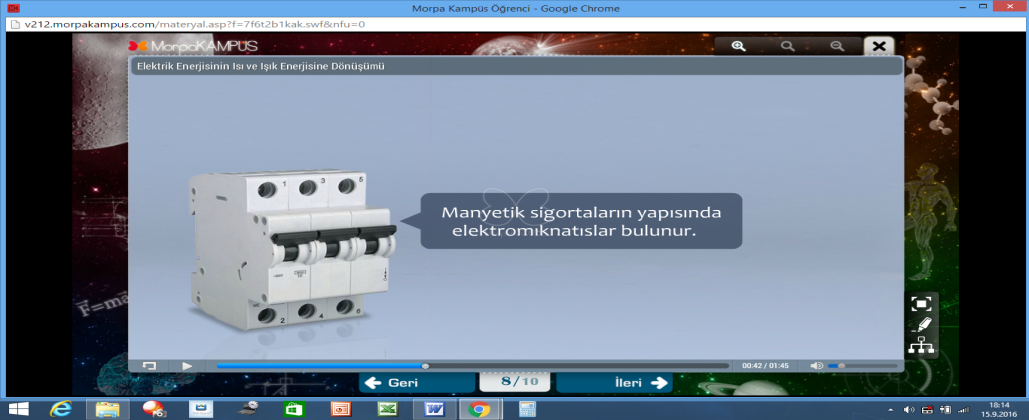 Morpa Kampüs Öğrenci - Google Chrome
v212.morpakampus.com/materyal.asp?f=7f6t2b1kak.swf&nfu=0
MorpaKAMPUS
Elektrik Enerjisinin Isı ve Işık Enerjisine Dönüşümü
1 3 5
Manyetik sigortaların yapısında
elektromıknatıslar bulunur.
2 4 6
F=ma
00:42 / 01:45
Geri
8/10
İleri
18:14
15.9.2016